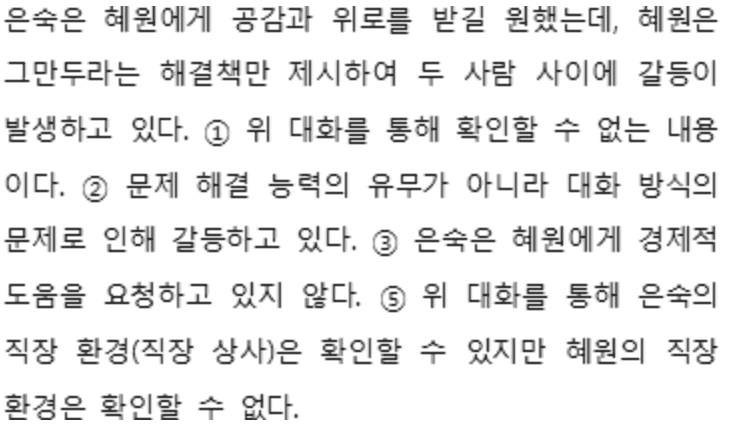 은숙은 혜원에게 공감과 위로를 받길 원했는데, 혜원은
그만두라는 해결책만 제시하여 두 사람 사이에 갈등이
발생하고 있다. ① 위 대화를 통해 확인할 수 없는 내용
이다. ② 문제 해결 능력의 유무가 아니라 대화 방식의
문제로 인해 갈등하고 있다. ③ 은숙은 혜원에게 경제적
도움을 요청하고 있지 않다. ⑤ 위 대화를 통해 은숙의
직장 환경(직장 상사)은 확인할 수 있지만 혜원의 직장
환경은 확인할 수 없다.